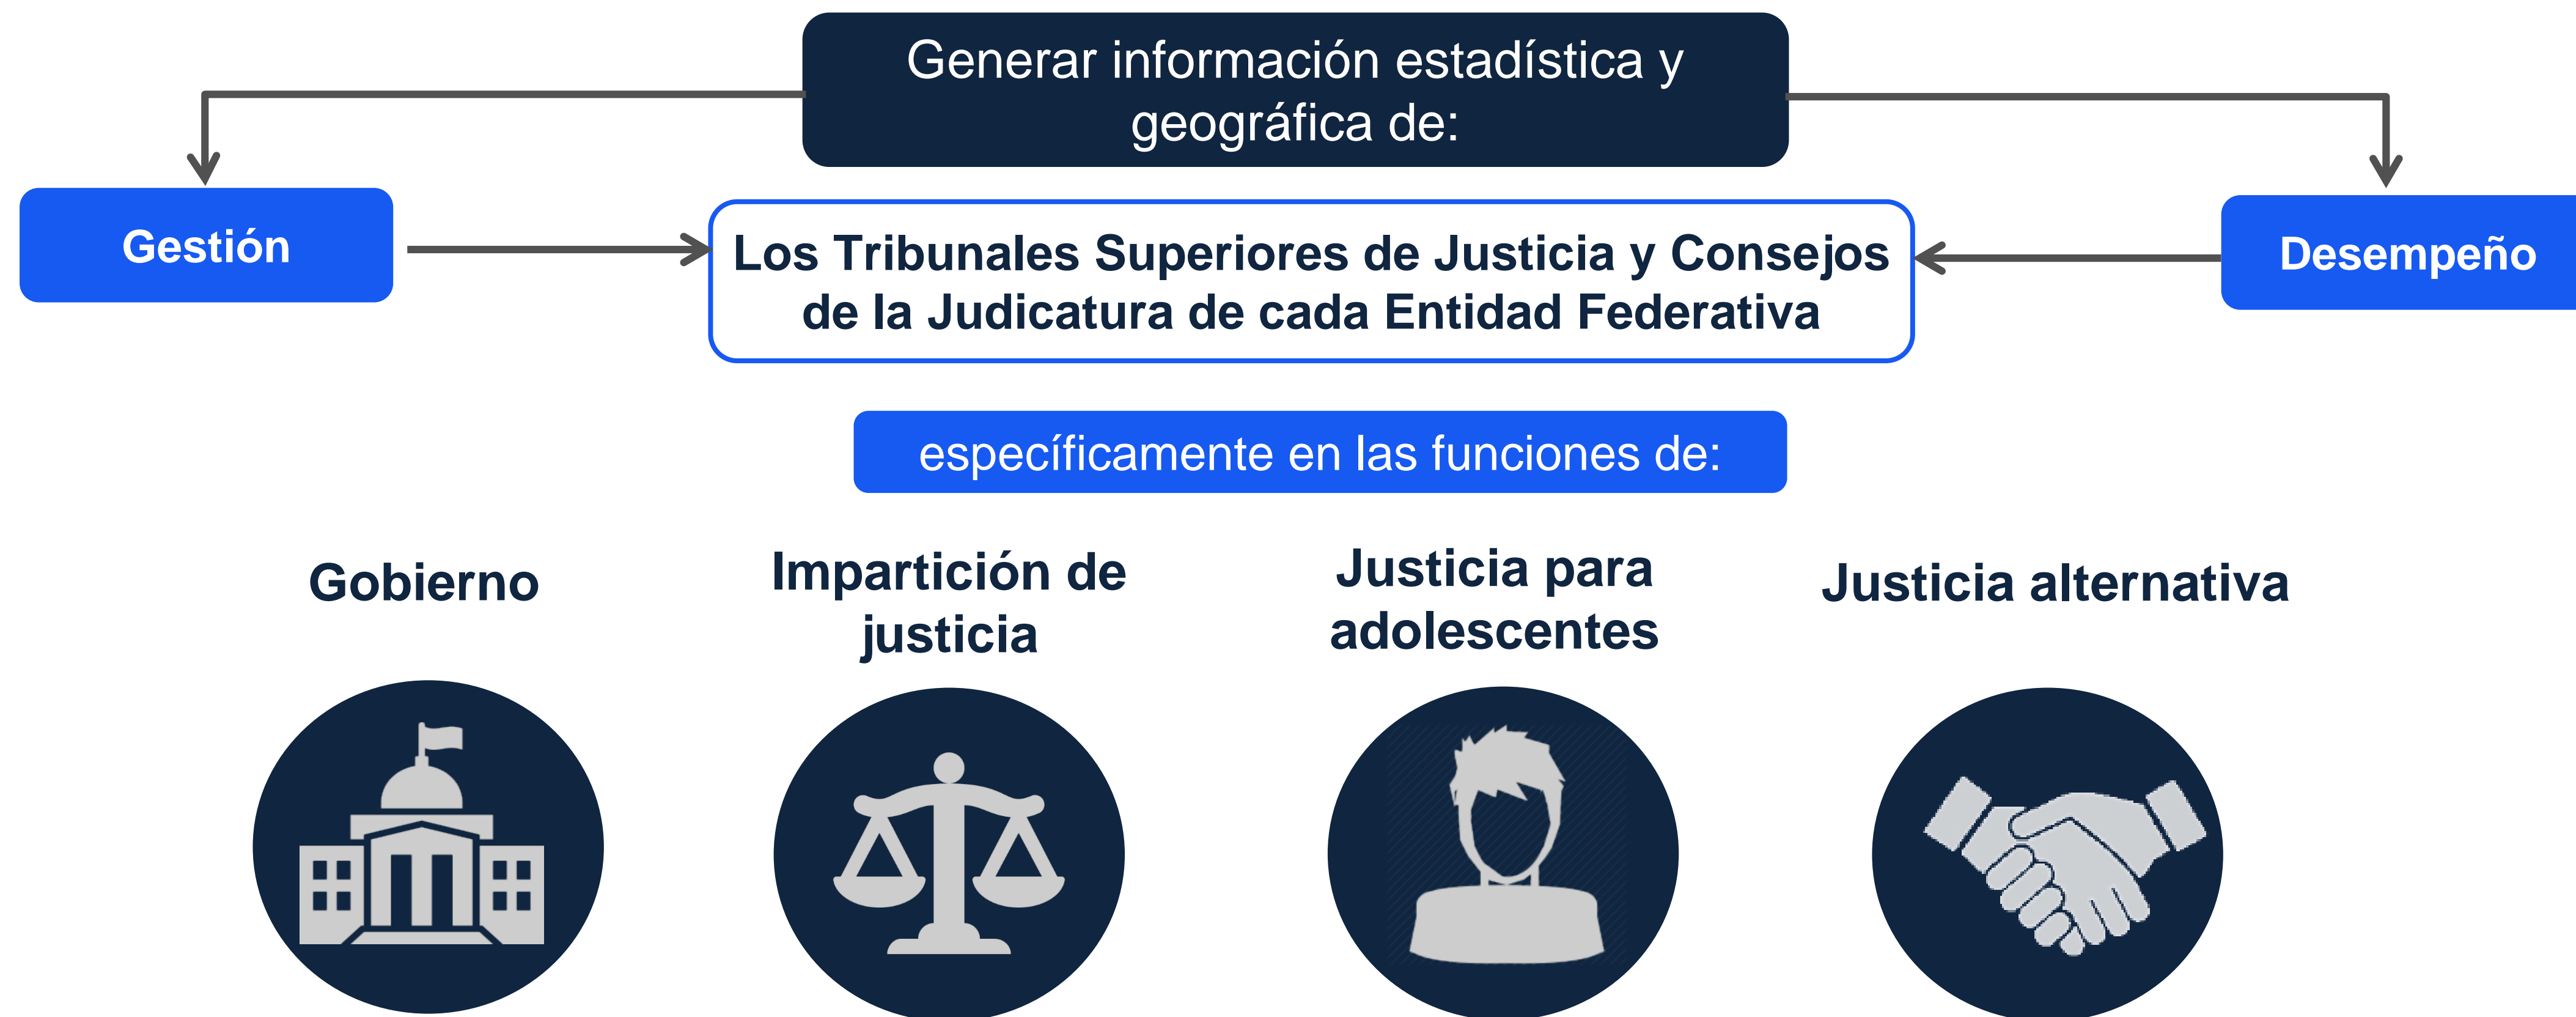 Generar información estadística y
geográfica de:
Gestión
Los Tribunales Superiores de Justicia y Consejos
de la Judicatura de cada Entidad Federativa
Desempeño
específicamente en las funciones de:
Gobierno
Impartición de
justicia
Justicia para
adolescentes
Justicia alternativa